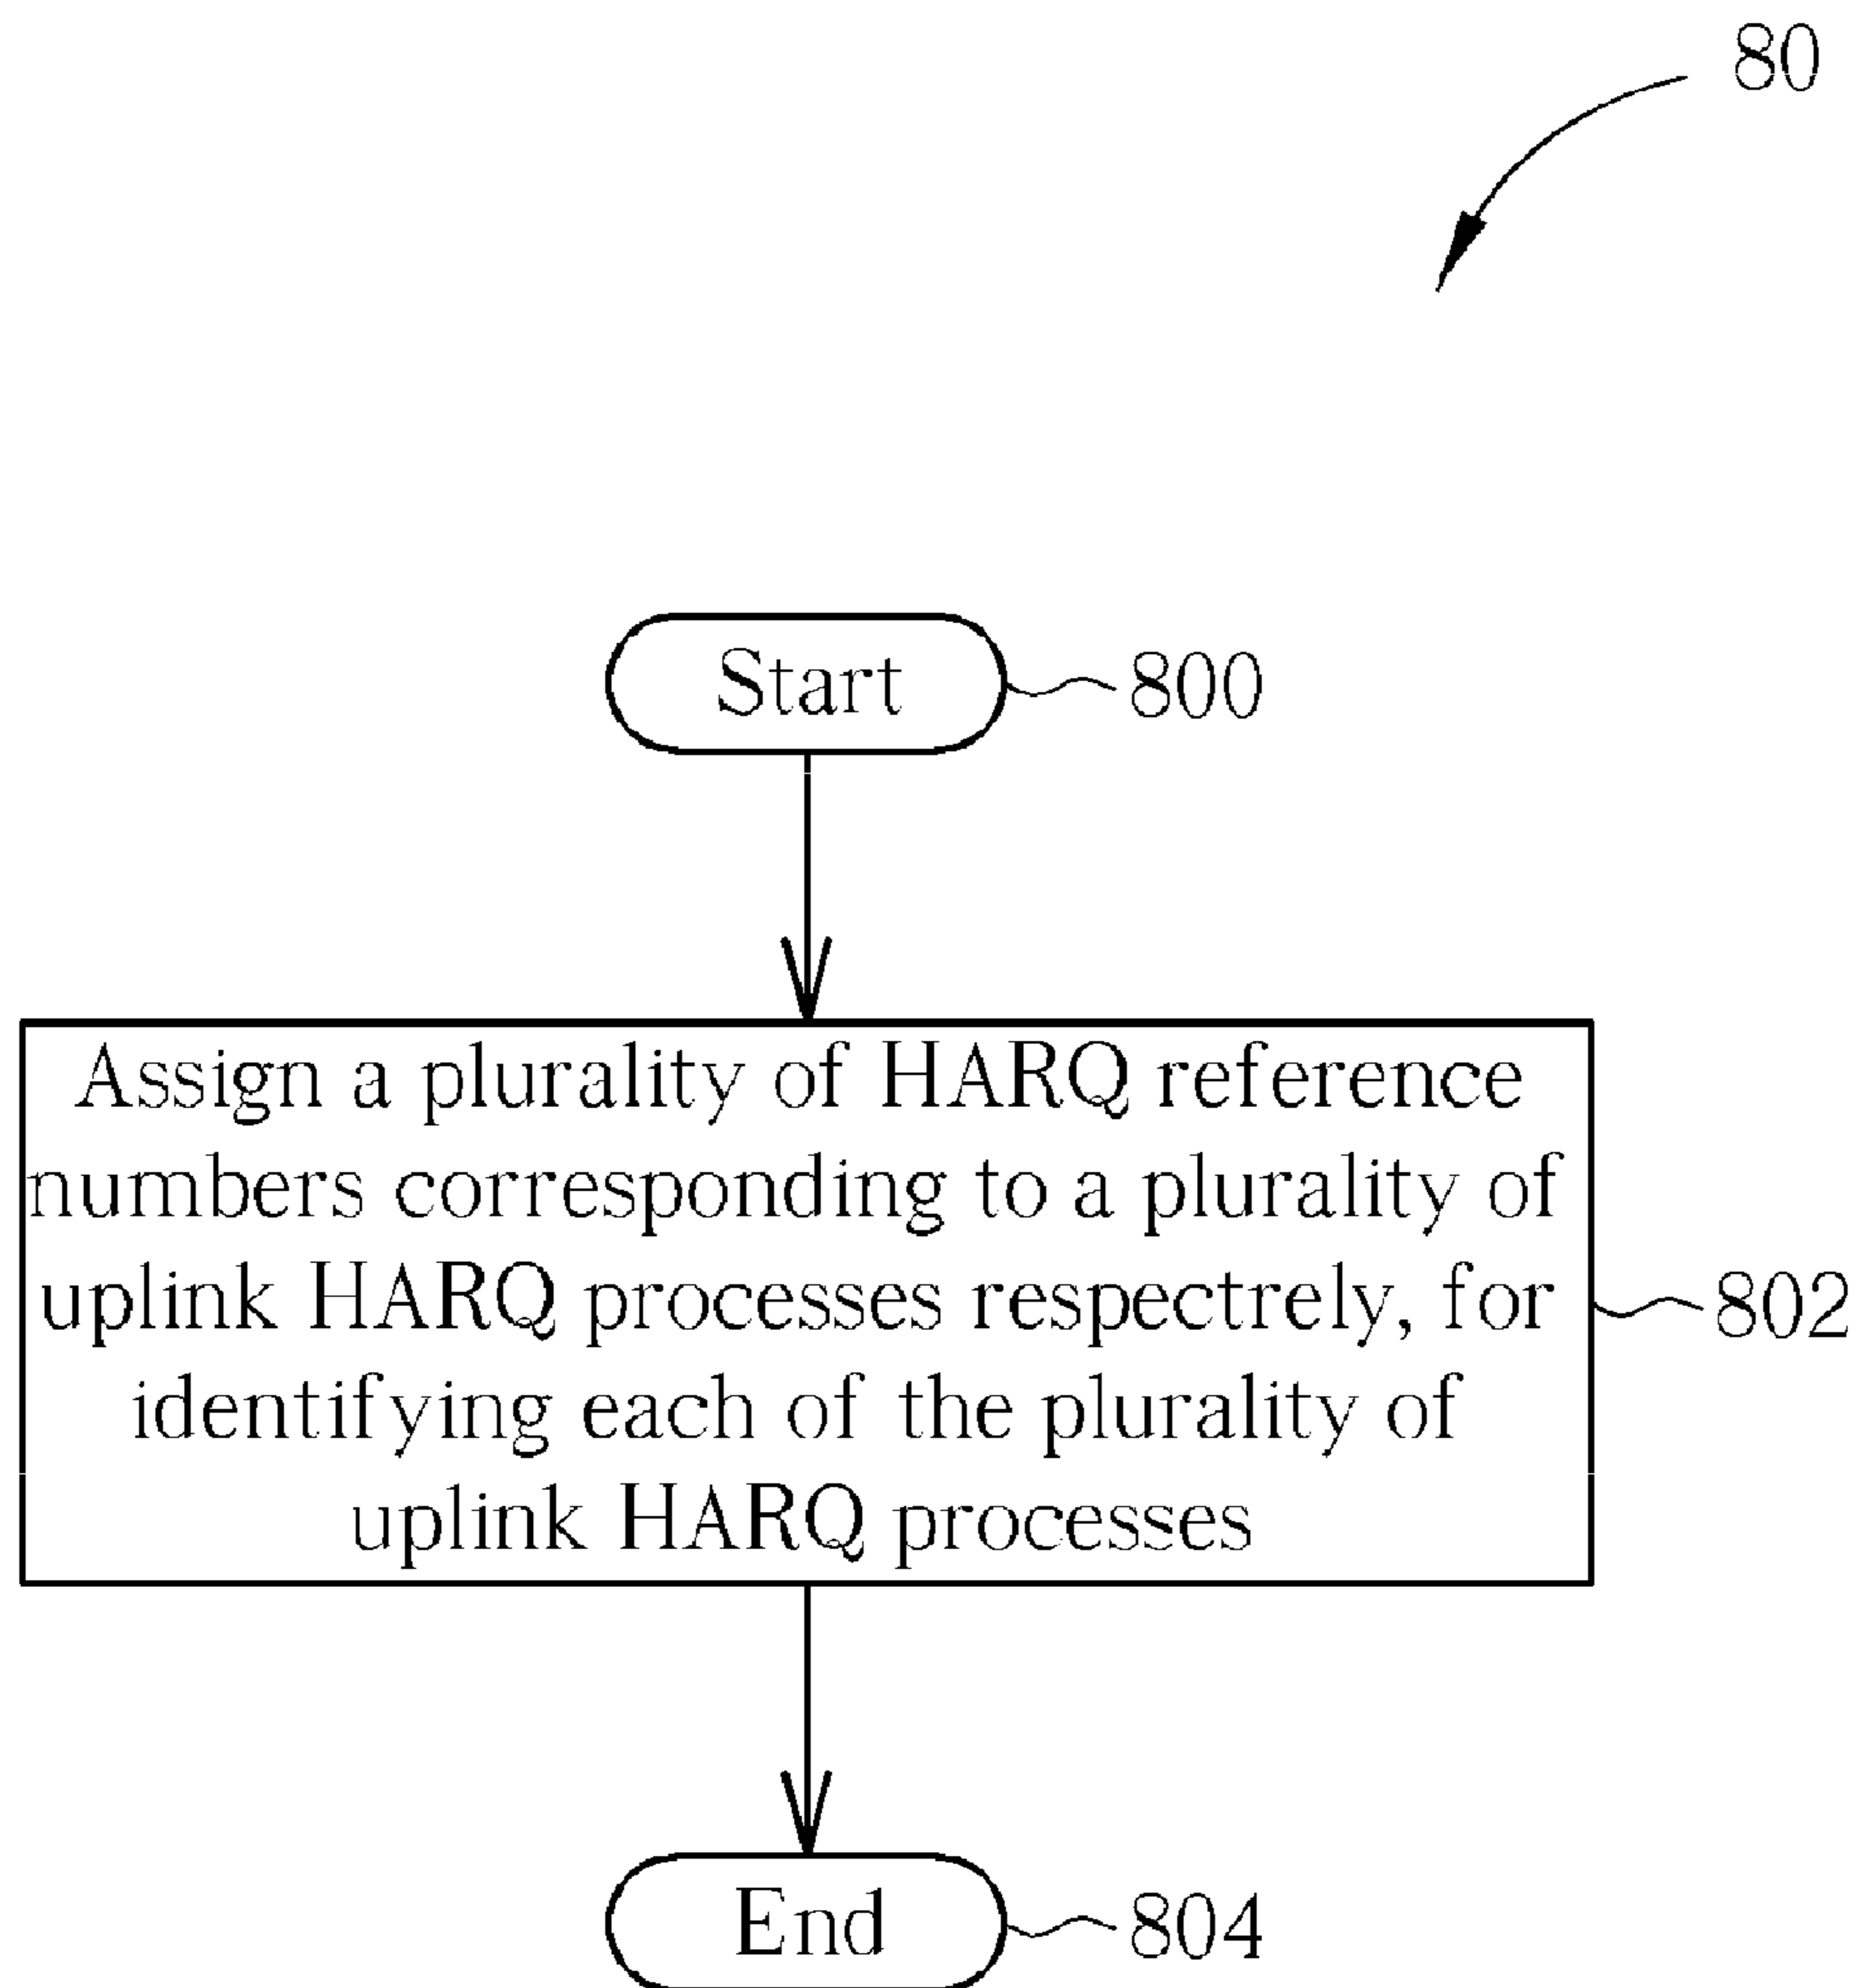 80
Start
800
Assign a plurality of HARQ reference
numbers corresponding to a plurality of
uplink HARQ processes respectrely, for
802
identifying each of the plurality of
uplink HARQ processes
End
804